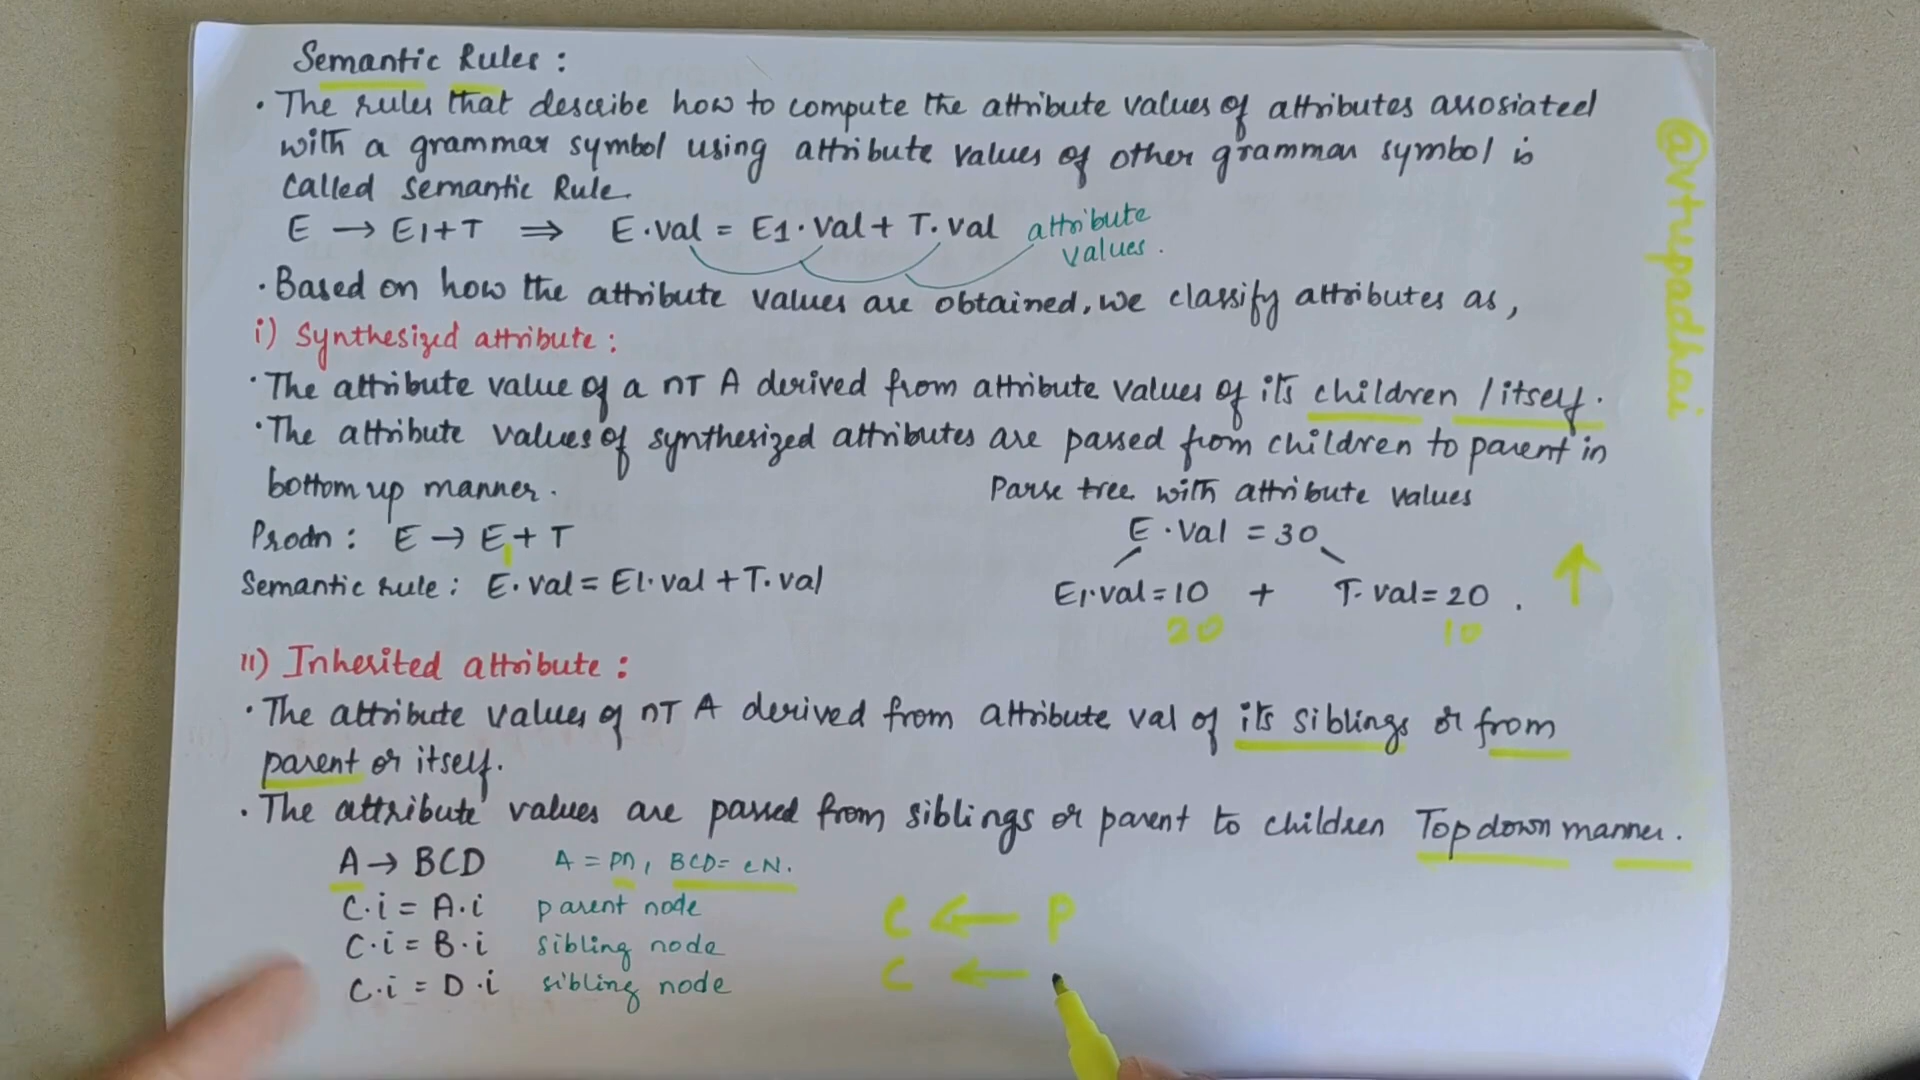 Semantic Rules :
• The rules that describe how to compute the attribute values of attributes assosiated
with a grammar symbol using attribute values of other grammar symbol is
called semantic Rule.
E → E1+T ⇒ E.val = E1.val + T.val attribute
values.
• Based on how the attribute values are obtained, we classify attributes as,
i) Synthesized attribute :
• The attribute value of a nT A derived from attribute values of its children / itself.
• The attribute values of synthesized attributes are passed from children to parent in
bottom up manner.
Parse tree with attribute values
Prodn : E → E1 + T
E.val = 30
Semantic rule : E.val = E1.val + T.val
E1.val = 10 + T.val = 20 .
20 10
II) Inherited attribute :
• The attribute values of nT A derived from attribute val of its siblings or from
parent or itself.
• The attribute values are passed from siblings or parent to children Top down manner.
A → BCD A = PN, BCD = CN.
C.i = A.i parent node
C ← P
C.i = B.i sibling node
C ←
C.i = D.i sibling node
@vtupadhai